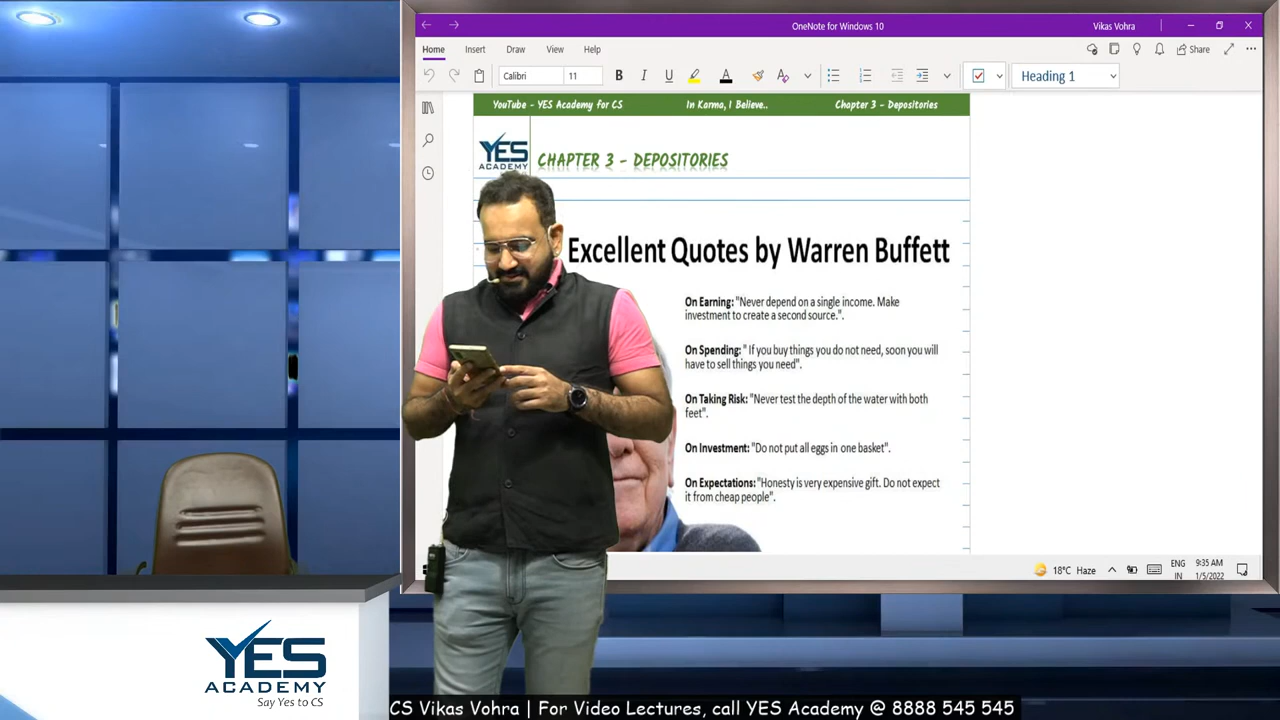 OneNote for Windows 10
Vikas Vohra
Home Insert Draw View Help
Share
Calibri 11 B I U A Heading 1
YouTube - YES Academy for CS In Karma, I Believe.. Chapter 3 - Depositories
YES
ACADEMY
CHAPTER 3 - DEPOSITORIES
Excellent Quotes by Warren Buffett
On Earning: "Never depend on a single income. Make
investment to create a second source.".
On Spending: " If you buy things you do not need, soon you will
have to sell things you need".
On Taking Risk: "Never test the depth of the water with both
feet".
On Investment: "Do not put all eggs in one basket".
On Expectations: "Honesty is very expensive gift. Do not expect
it from cheap people".
18°C Haze
ENG
IN
9:35 AM
1/5/2022
YES
ACADEMY
Say Yes to CS
CS Vikas Vohra | For Video Lectures, call YES Academy @ 8888 545 545